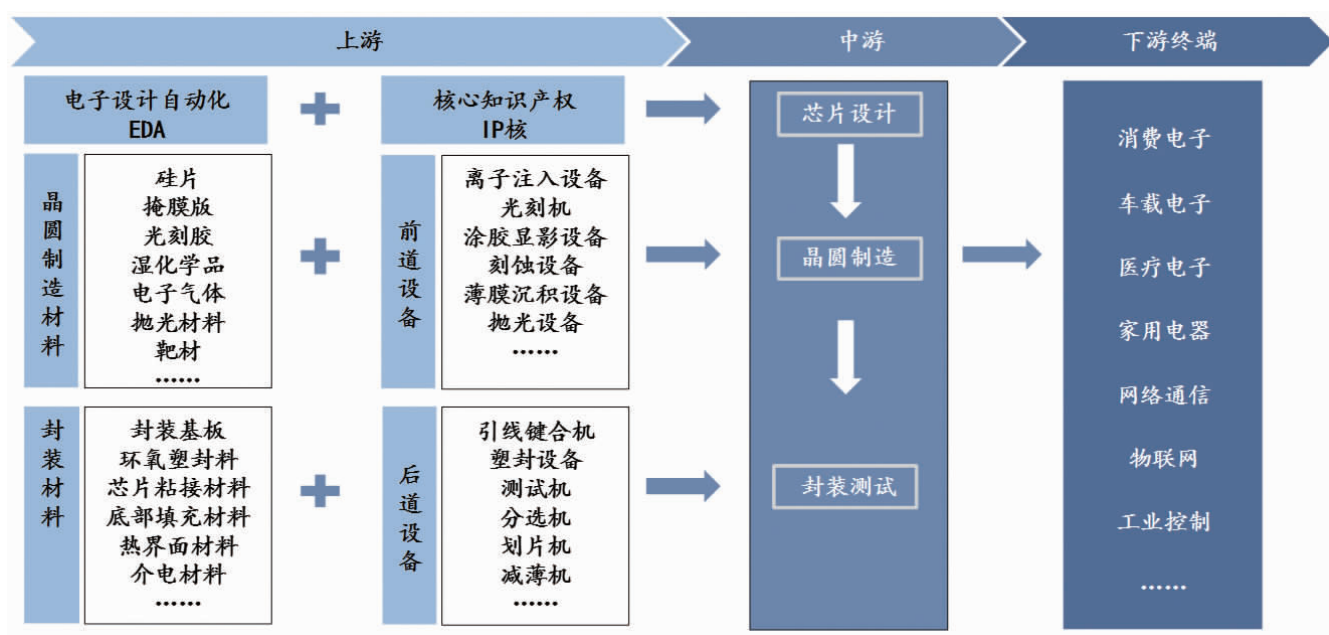 上游
中游
下游终端
电子设计自动化
EDA
核心知识产权
IP核
芯片设计
晶圆制造材料
硅片
掩膜版
光刻胶
湿化学品
电子气体
抛光材料
靶材
......
前道设备
离子注入设备
光刻机
涂胶显影设备
刻蚀设备
薄膜沉积设备
抛光设备
......
晶圆制造
封装材料
封装基板
环氧塑封料
芯片粘接材料
底部填充材料
热界面材料
介电材料
......
后道设备
引线键合机
塑封设备
测试机
分选机
划片机
减薄机
......
封装测试
消费电子
车载电子
医疗电子
家用电器
网络通信
物联网
工业控制
......